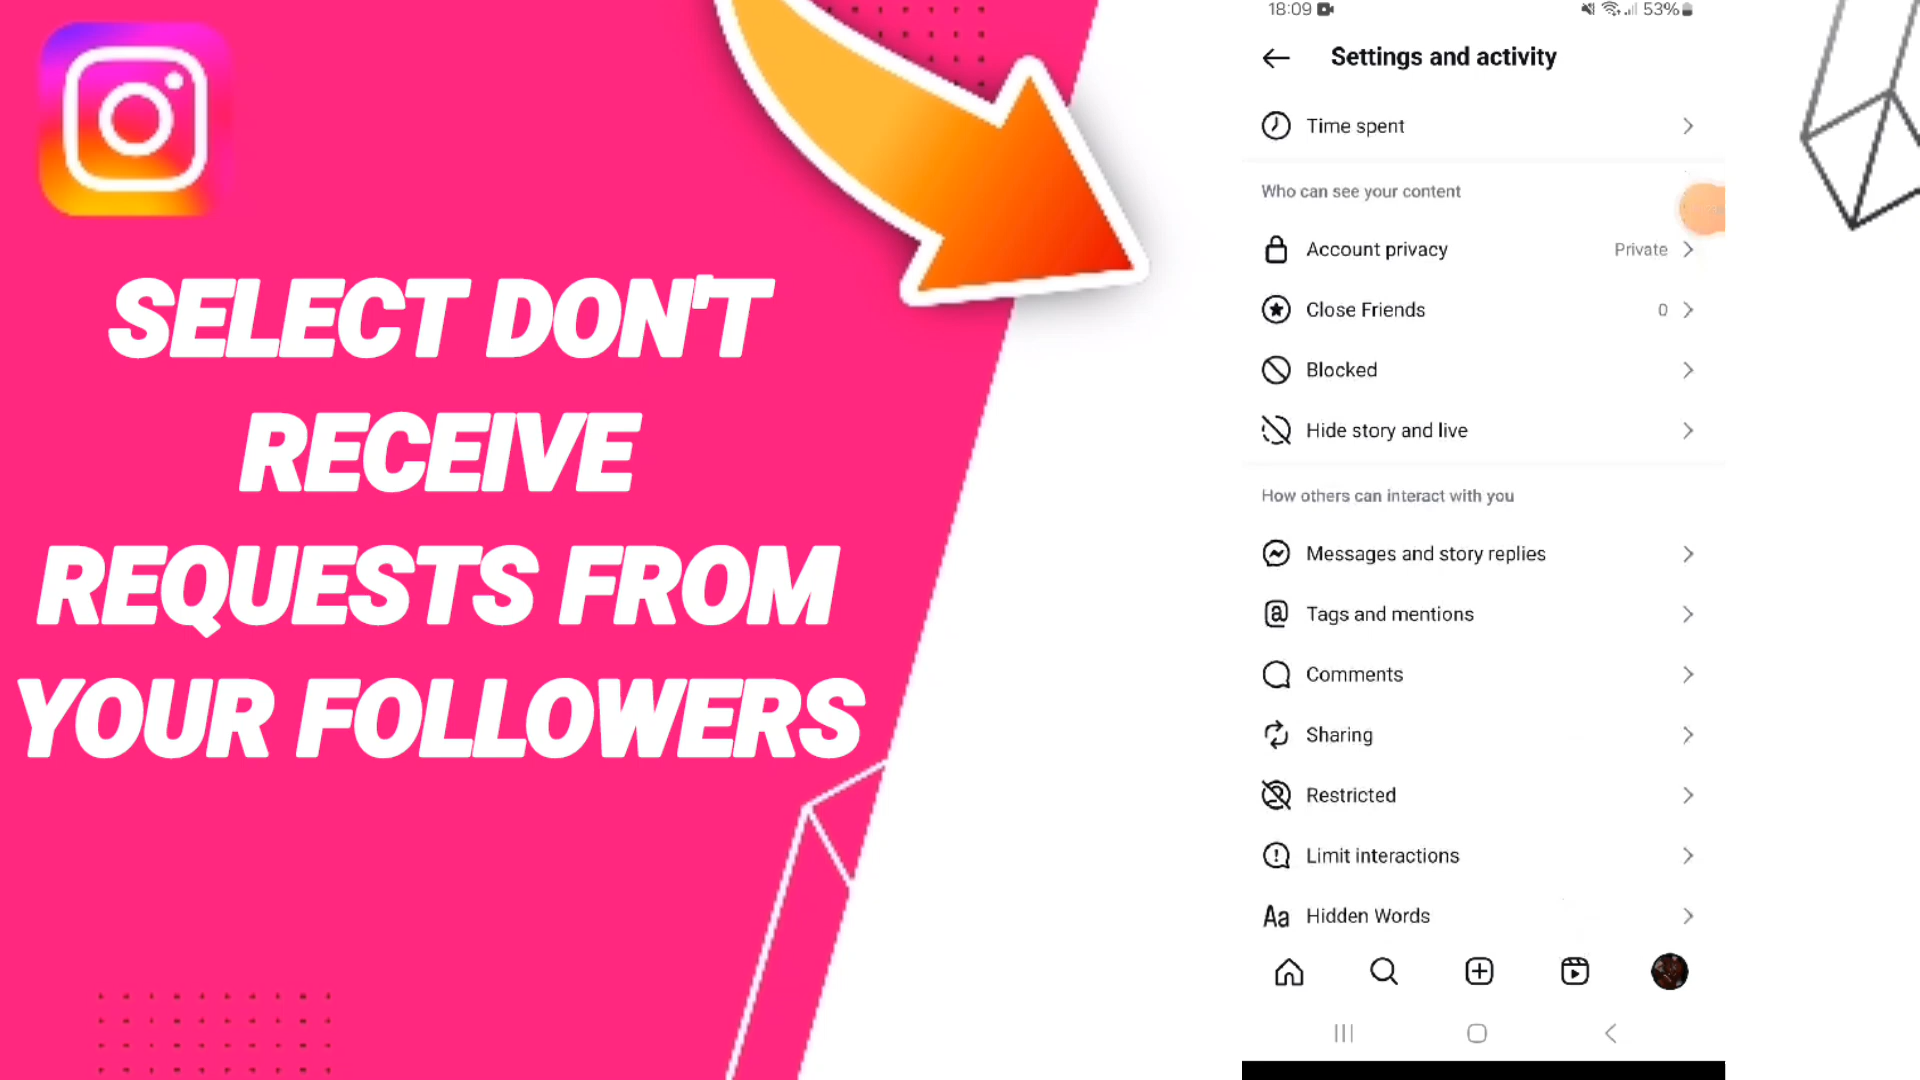 SELECT DON'T
RECEIVE
REQUESTS FROM
YOUR FOLLOWERS
18:09 53%
Settings and activity
Time spent
Who can see your content
Account privacy Private
Close Friends 0
Blocked
Hide story and live
How others can interact with you
Messages and story replies
Tags and mentions
Comments
Sharing
Restricted
Limit interactions
Aa Hidden Words